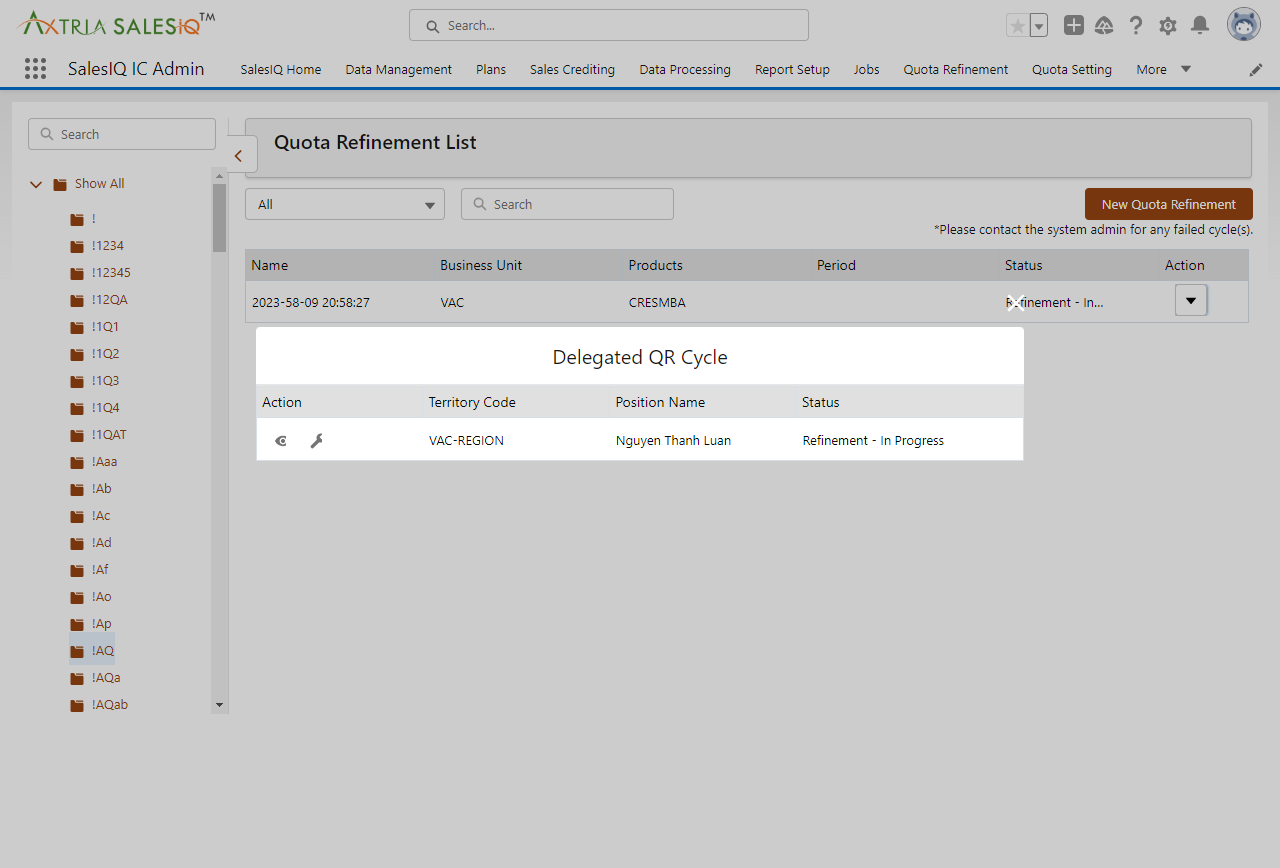 AXTRIA SALESIQ™
Search...
SalesIQ IC Admin
SalesIQ Home
Data Management
Plans
Sales Crediting
Data Processing
Report Setup
Jobs
Quota Refinement
Quota Setting
More
Search
Show All
!
!1234
!12345
!12QA
!1Q1
!1Q2
!1Q3
!1Q4
!1QAT
!Aaa
!Ab
!Ac
!Ad
!Af
!Ao
!Ap
!AQ
!AQa
!AQab
Quota Refinement List
All
Search
New Quota Refinement
*Please contact the system admin for any failed cycle(s).
Name Business Unit Products Period Status Action
2023-58-09 20:58:27 VAC CRESMBA Refinement - In...
Delegated QR Cycle
Action Territory Code Position Name Status
VAC-REGION Nguyen Thanh Luan Refinement - In Progress